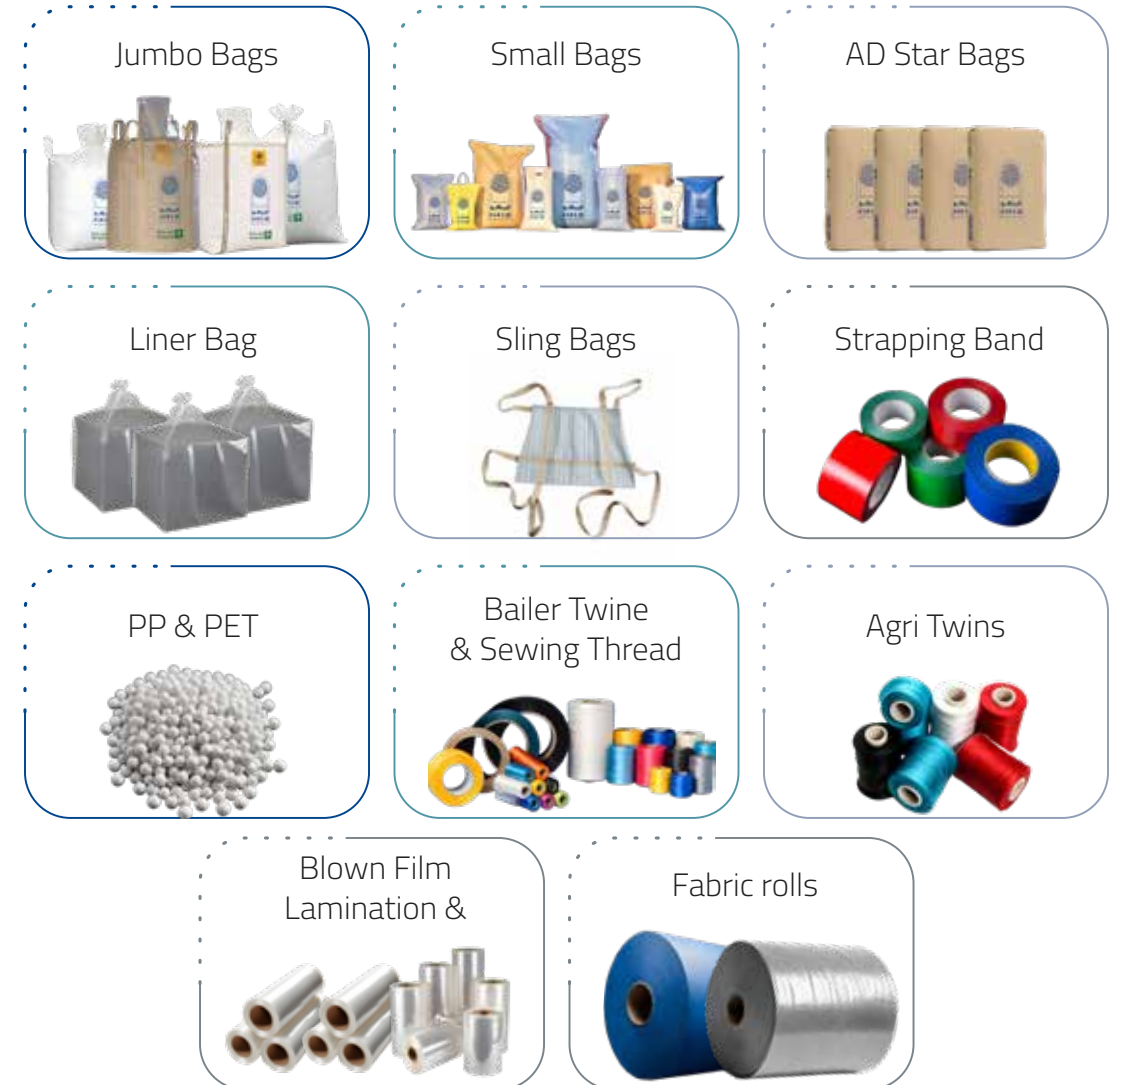 Jumbo Bags
Small Bags
AD Star Bags
Liner Bag
Sling Bags
Strapping Band
PP & PET
Bailer Twine
& Sewing Thread
Agri Twins
Blown Film
Lamination &
Fabric rolls